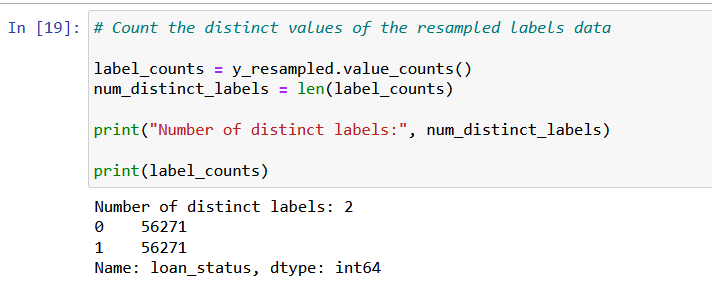 In [19]: # Count the distinct values of the resampled labels data
label_counts = y_resampled.value_counts()
num_distinct_labels = len(label_counts)
print("Number of distinct labels:", num_distinct_labels)
print(label_counts)
Number of distinct labels: 2
0    56271
1    56271
Name: loan_status, dtype: int64